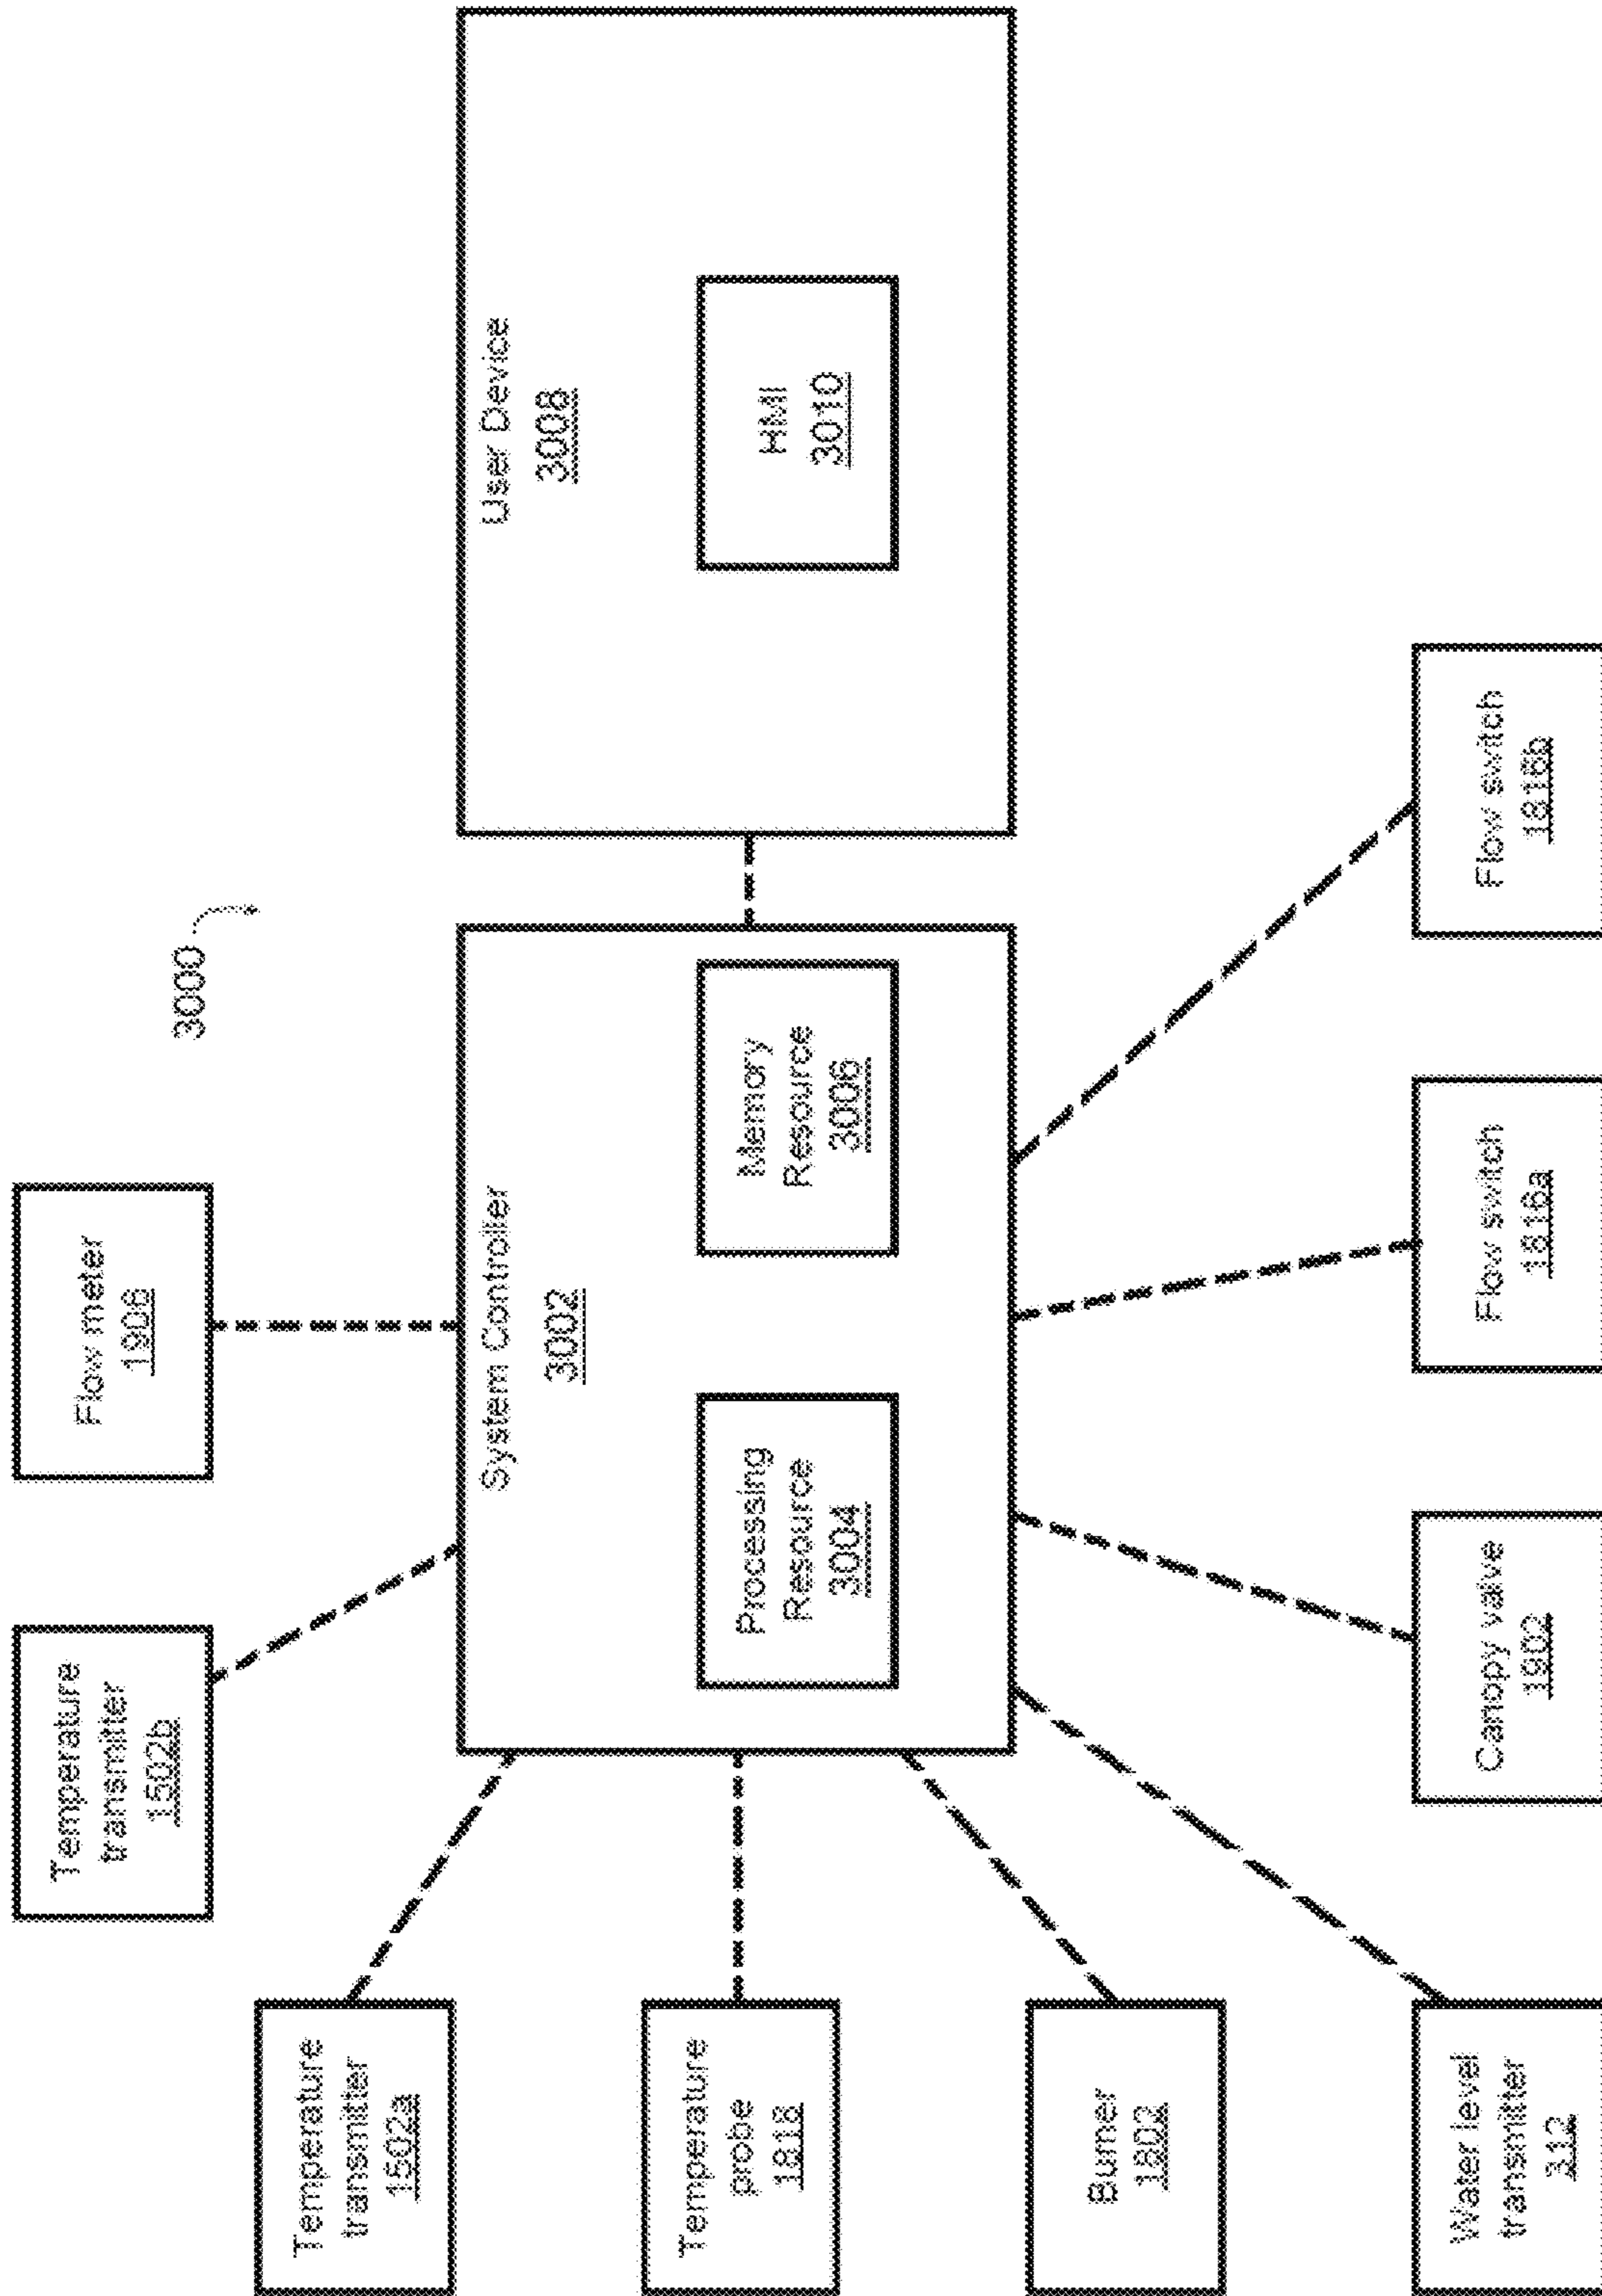 3000
Temperature
transmitter
1502a
Temperature
transmitter
1502b
Flow meter
1906
Temperature
probe
1818
System Controller
3002
Processing
Resource
3004
Memory
Resource
3006
User Device
3008
HMI
3010
Burner
1802
Water level
transmitter
312
Canopy valve
1902
Flow switch
1816a
Flow switch
1816b